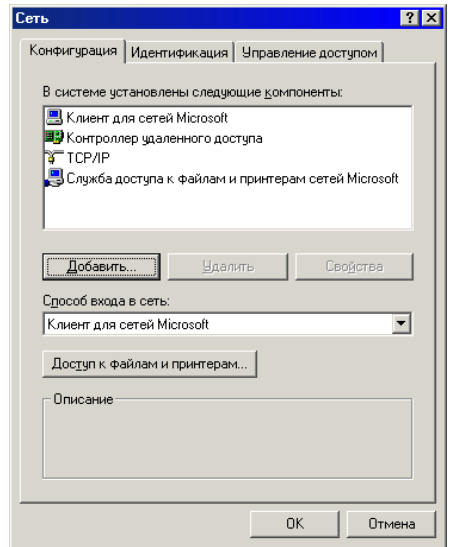 Сеть
Конфигурация Идентификация Управление доступом
В системе установлены следующие компоненты:
Клиент для сетей Microsoft
Контроллер удаленного доступа
TCP/IP
Служба доступа к файлам и принтерам сетей Microsoft
Добавить... Удалить Свойства
Способ входа в сеть:
Клиент для сетей Microsoft
Доступ к файлам и принтерам...
Описание
OK Отмена